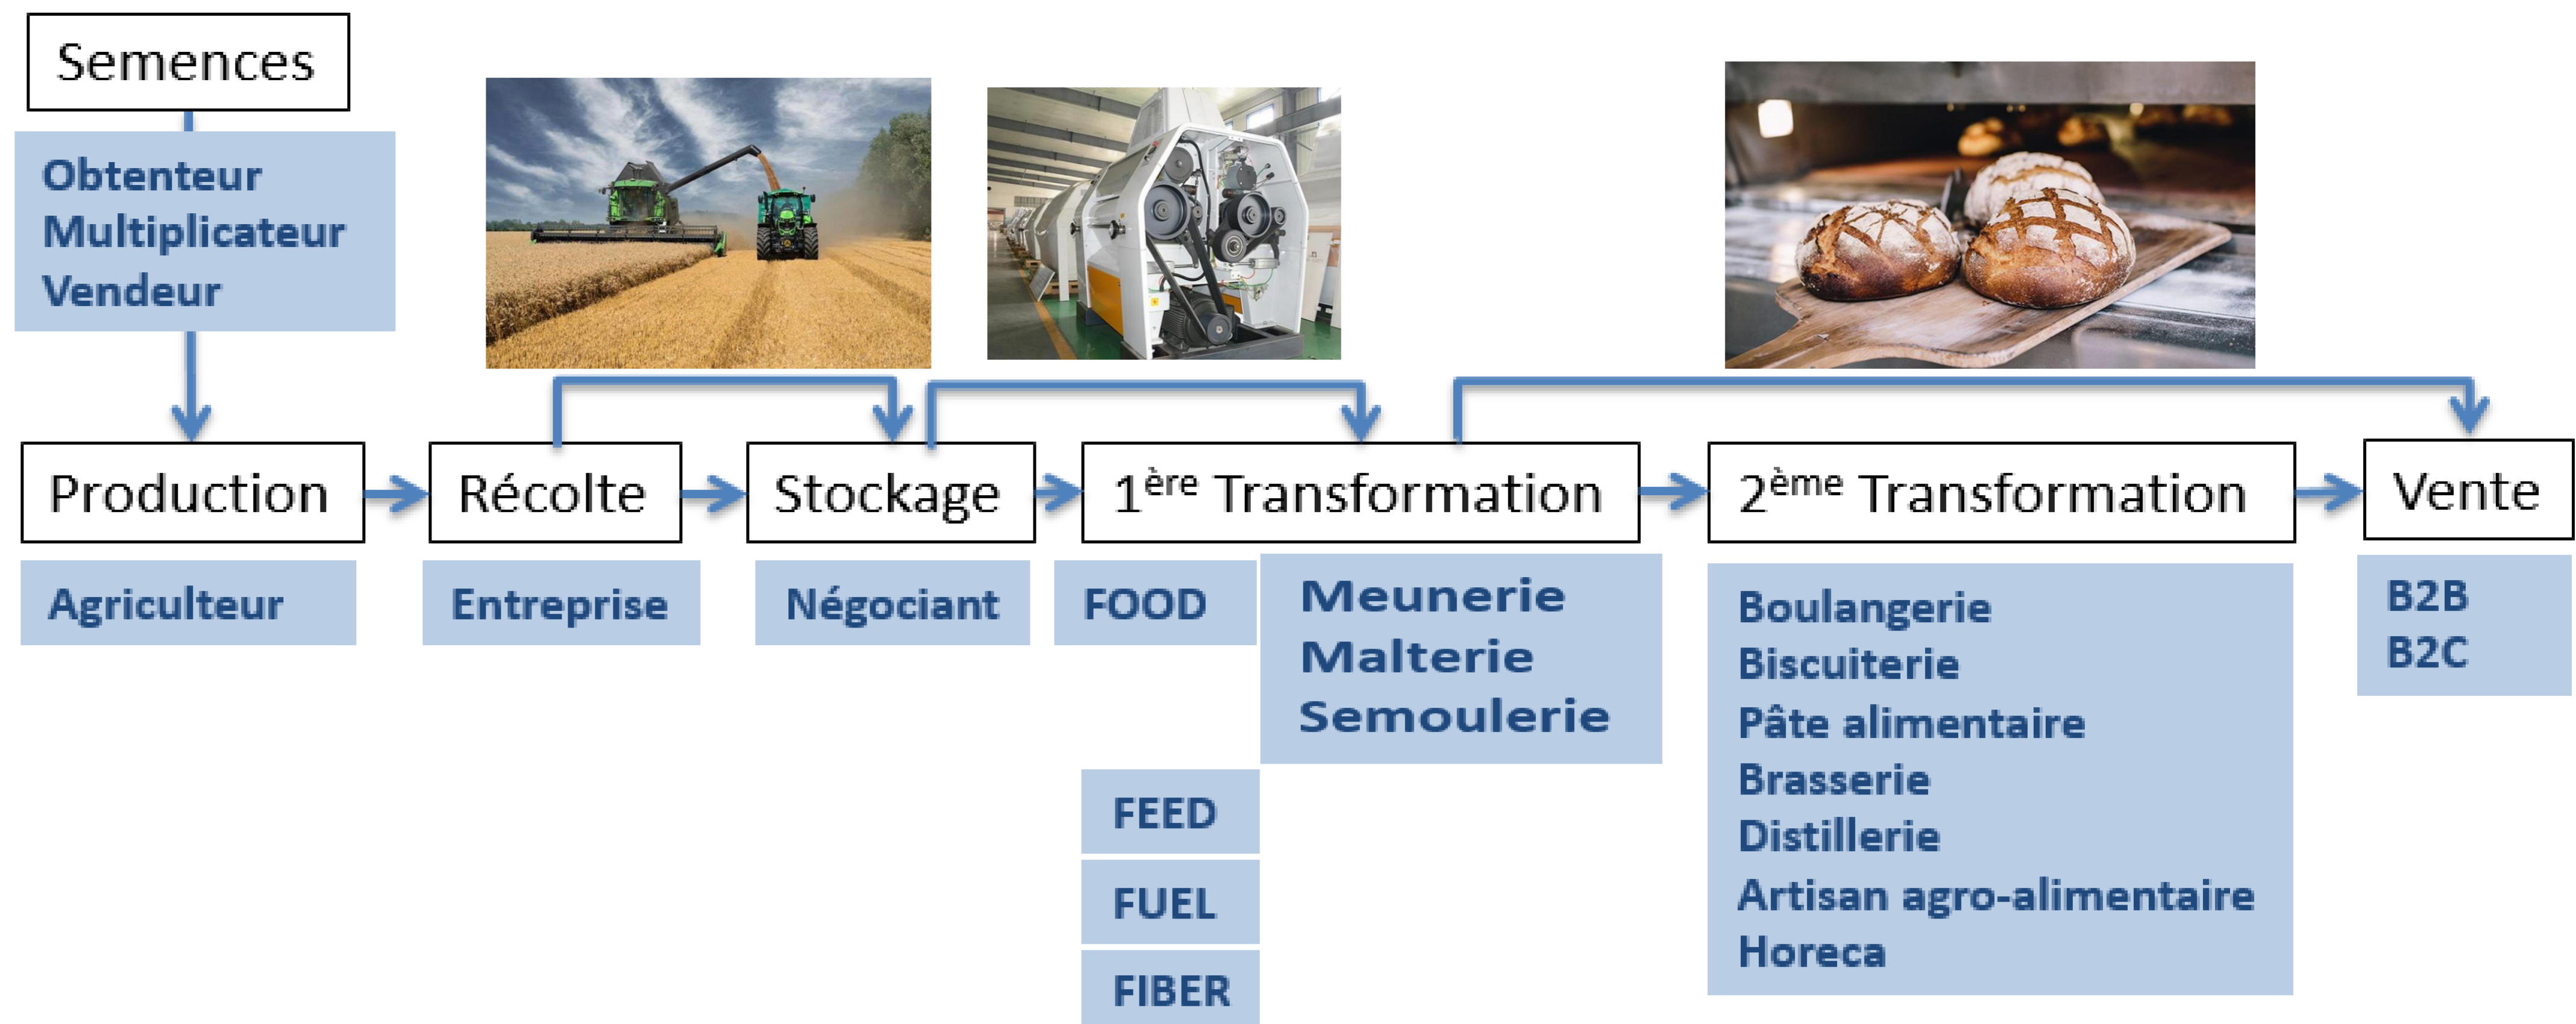 Semences
Obtenteur
Multiplicateur
Vendeur
Production
Récolte
Stockage
1ère Transformation
2ème Transformation
Vente
Agriculteur
Entreprise
Négociant
FOOD
Meunerie
Malterie
Semoulerie
FEED
FUEL
FIBER
Boulangerie
Biscuiterie
Pâte alimentaire
Brasserie
Distillerie
Artisan agro-alimentaire
Horeca
B2B
B2C